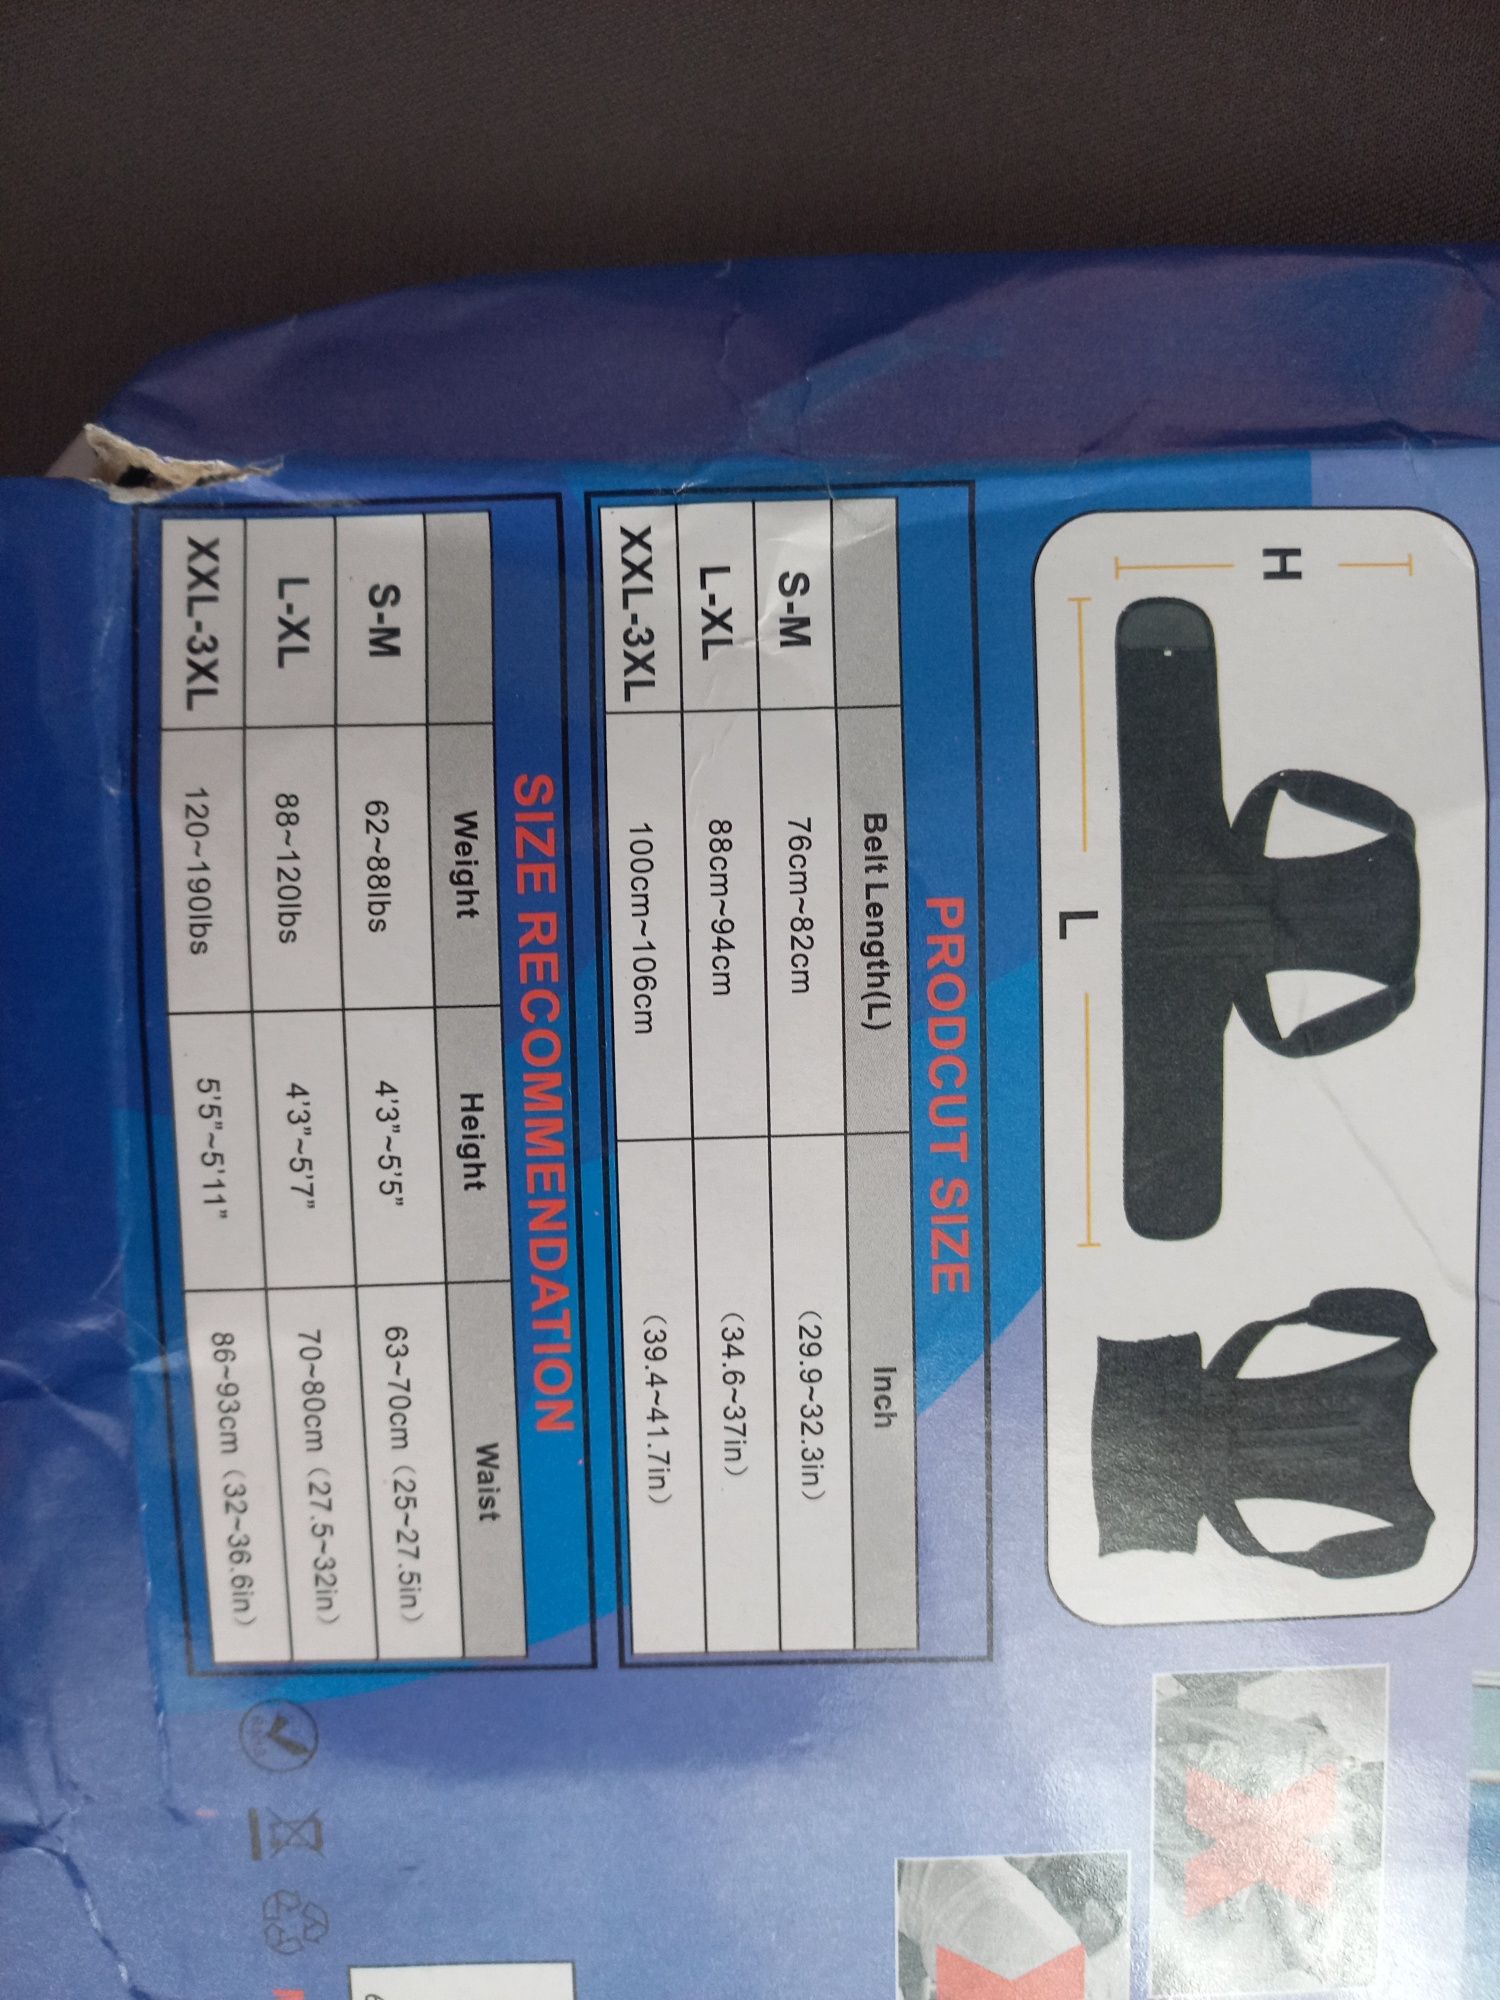 H
L
PRODCUT SIZE
Belt Length(L) Inch
S-M 76cm~82cm (29.9~32.3in)
L-XL 88cm~94cm (34.6~37in)
XXL-3XL 100cm~106cm (39.4~41.7in)
SIZE RECOMMENDATION
Weight Height Waist
S-M 62~88lbs 4'3"~5'5" 63~70cm (25~27.5in)
L-XL 88~120lbs 4'3"~5'7" 70~80cm (27.5~32in)
XXL-3XL 120~190lbs 5'5"~5'11" 86~93cm (32~36.6in)